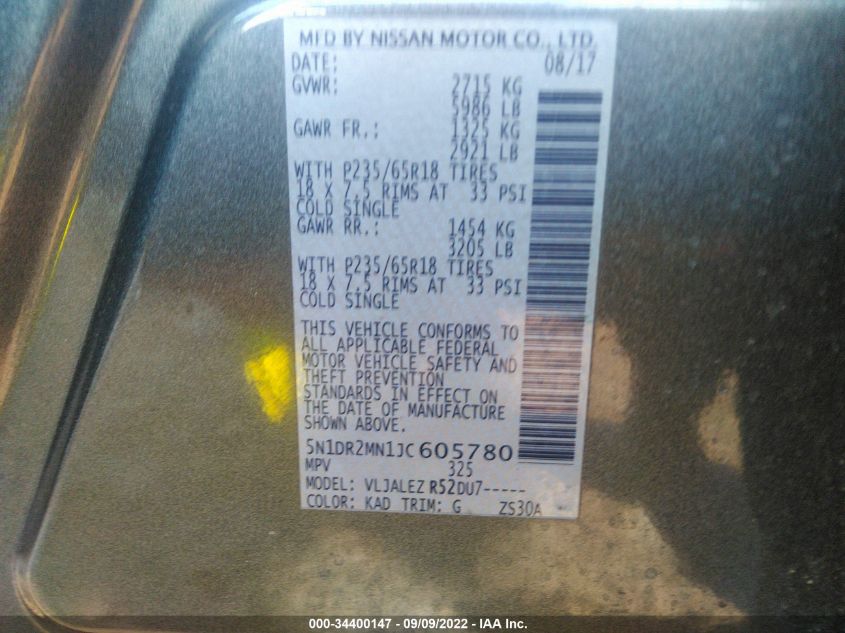 MFD BY NISSAN MOTOR CO., LTD.
DATE: 08/17
GVWR: 2715 KG
5986 LB
GAWR FR.: 1325 KG
2921 LB
WITH P235/65R18 TIRES
18 X 7.5 RIMS AT 33 PSI
COLD SINGLE
GAWR RR.: 1454 KG
3205 LB
WITH P235/65R18 TIRES
18 X 7.5 RIMS AT 33 PSI
COLD SINGLE
THIS VEHICLE CONFORMS TO
ALL APPLICABLE FEDERAL
MOTOR VEHICLE SAFETY AND
THEFT PREVENTION
STANDARDS IN EFFECT ON
THE DATE OF MANUFACTURE
SHOWN ABOVE.
5N1DR2MN1JC605780
MPV 325
MODEL: VLJALEZ R52DU7-----
COLOR: KAD TRIM: G ZS30A
000-34400147 - 09/09/2022 - IAA Inc.